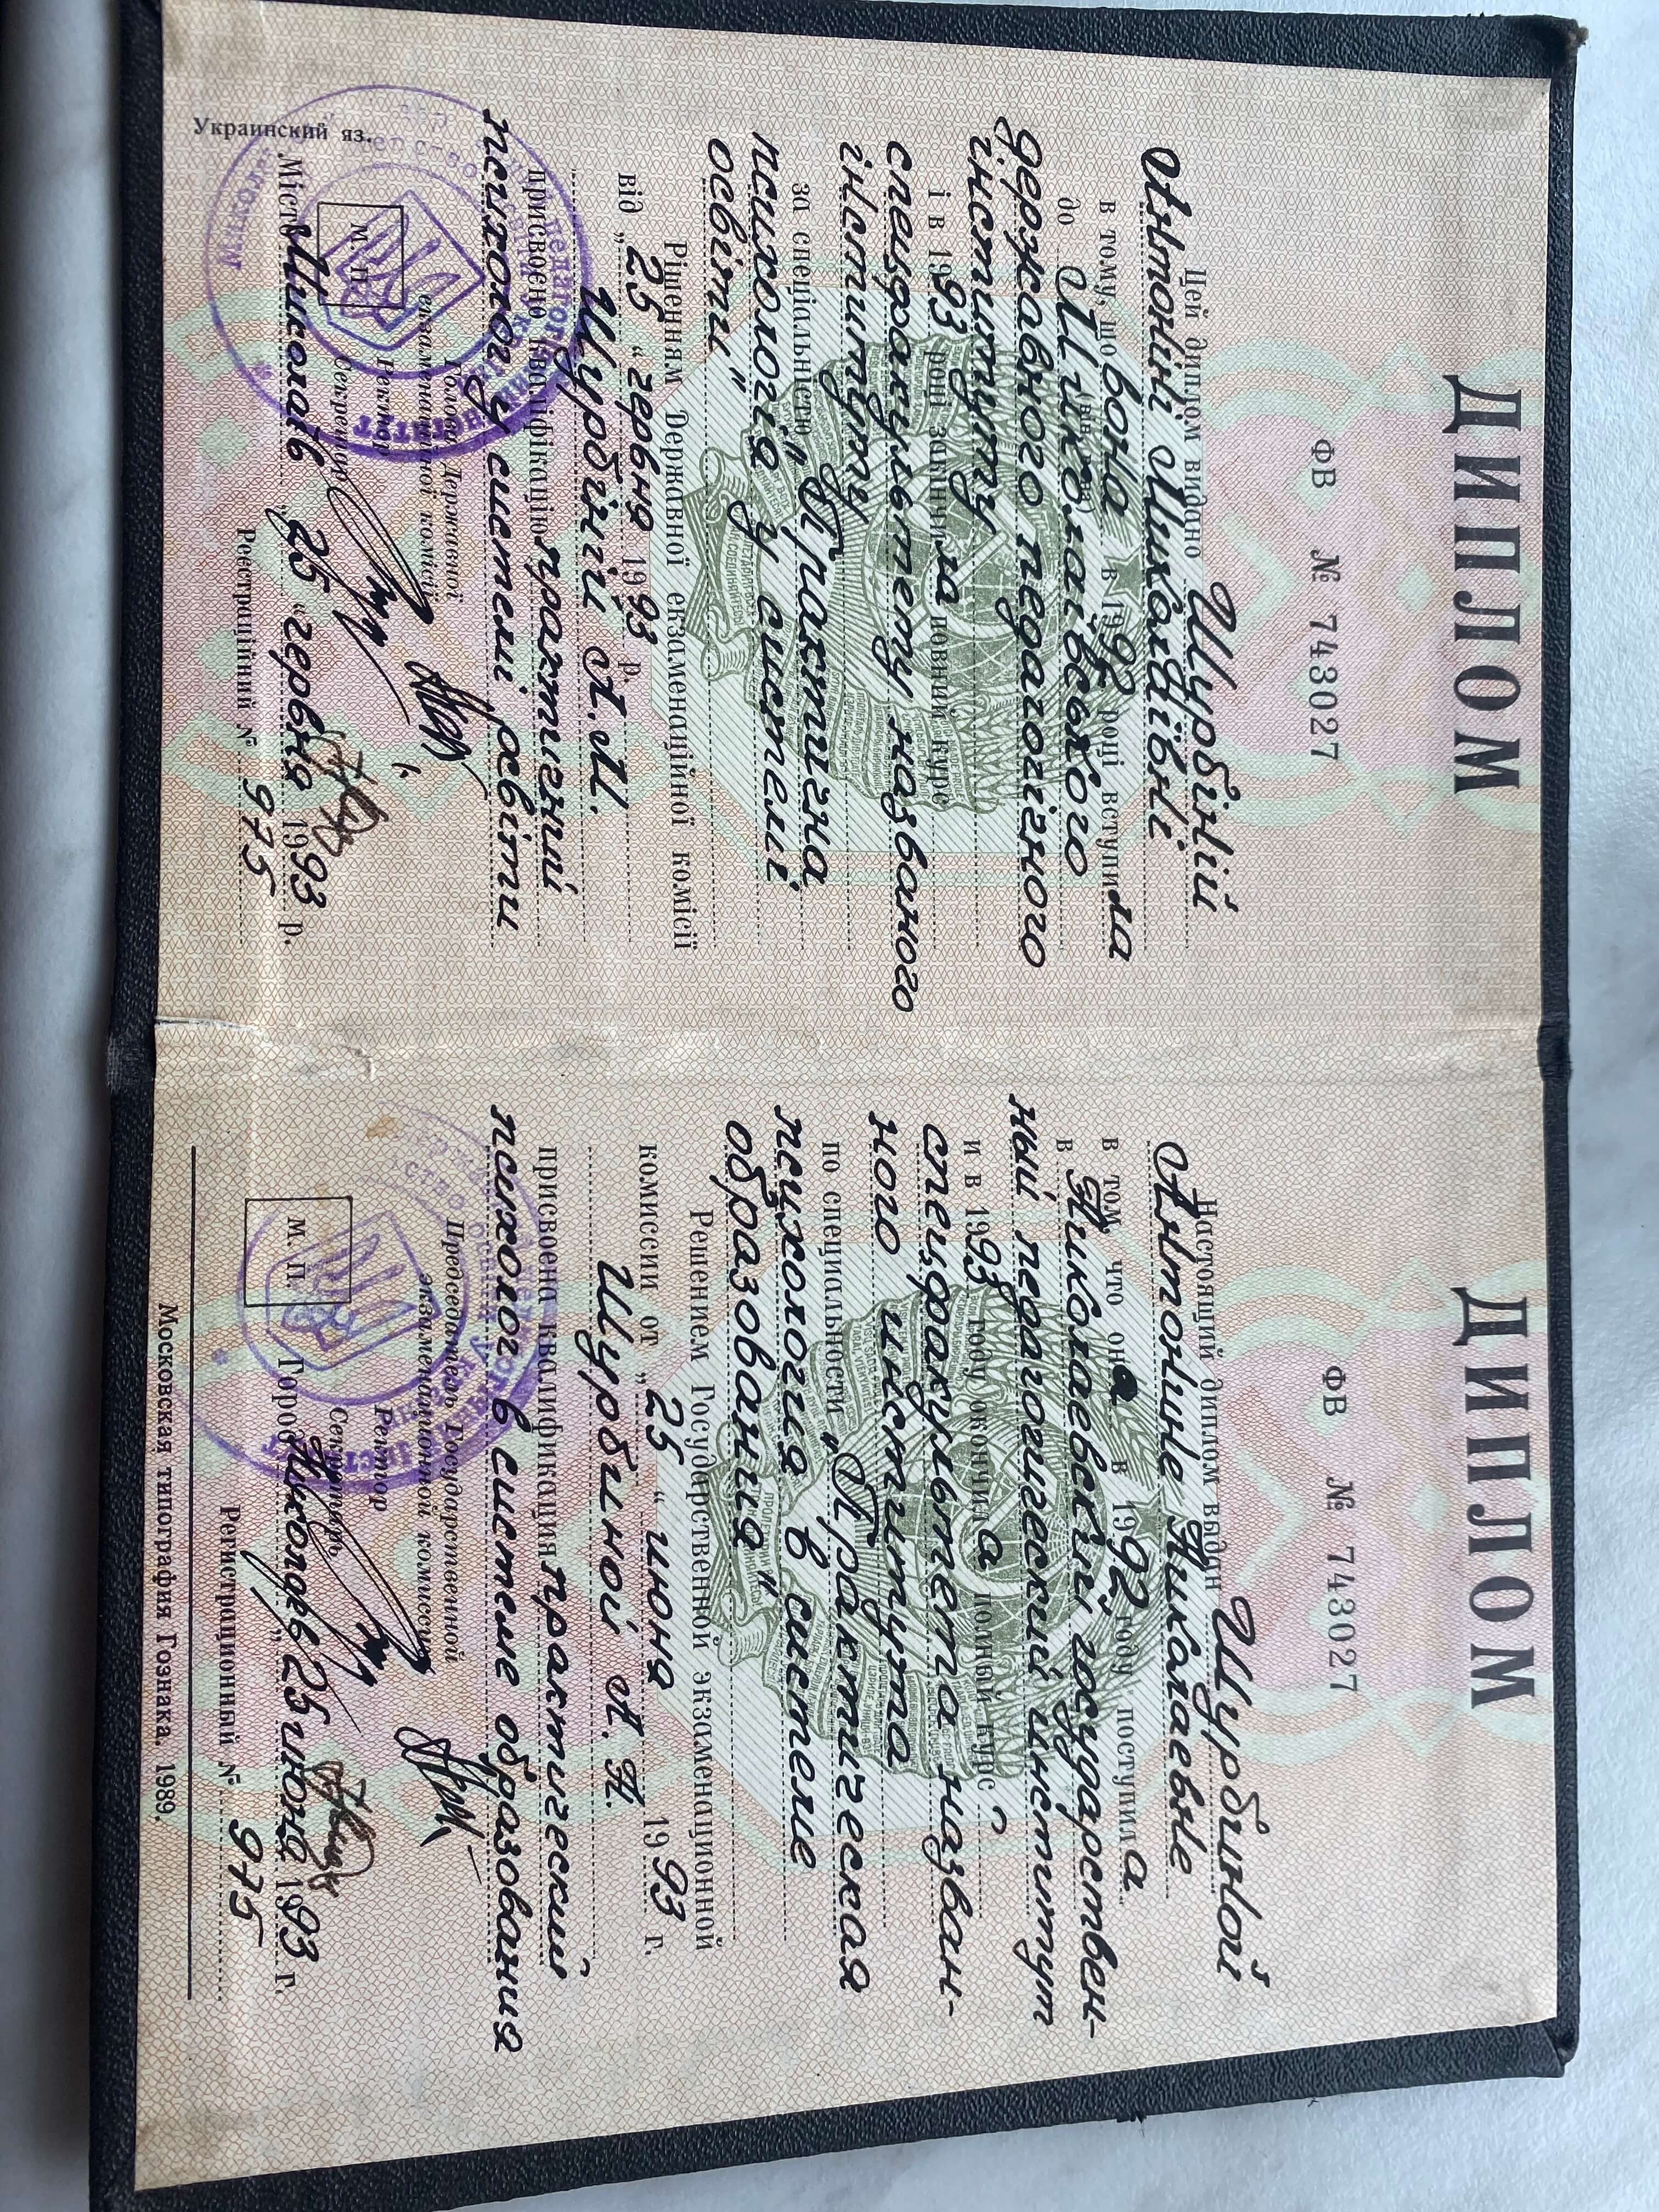 ДИПЛОМ
ФВ № 743027
Цей диплом видано Щурбіній
Антоніні Миколаївні
в тому, що вона в 1992 році вступила
(він, вона)
до Миколаївського
державного педагогічного
інституту
і в 1993 році закінчила повний курс
спецфакультету названого
інституту
за спеціальністю „Практична
психологія у системі
освіти"
Рішенням Державної екзаменаційної комісії
від „25" червня 1993 р.
Щурбіній А.М.
присвоєно кваліфікацію практичний
психолог у системі освіти
Голова Державної
екзаменаційної комісії
Ректор
Секретар
М. П.
Місто Миколаїв „25" червня 1993 р.
Реєстраційний № 975
Украинский яз.
ДИПЛОМ
ФВ № 743027
Настоящий диплом выдан Щурбиной
Антонине Николаевне
в том, что она в 1992 году поступила
в Николаевский государствен-
ный педагогический институт
и в 1993 году окончила полный курс
спецфакультета назван-
ного института
по специальности „Практическая
психология в системе
образования"
Решением Государственной экзаменационной
комиссии от „25" июня 1993 г.
Щурбиной А. Н.
присвоена квалификация практический
психолог в системе образования
Председатель Государственной
экзаменационной комиссии
Ректор
Секретарь
М. П.
Город Николаев „25" июня 1993 г.
Регистрационный № 975
Московская типография Гознака. 1989.